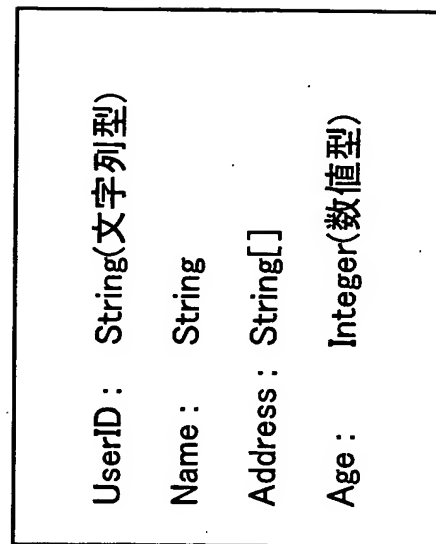 UserID : String(文字列型)
Name : String
Address : String[]
Age : Integer(数値型)